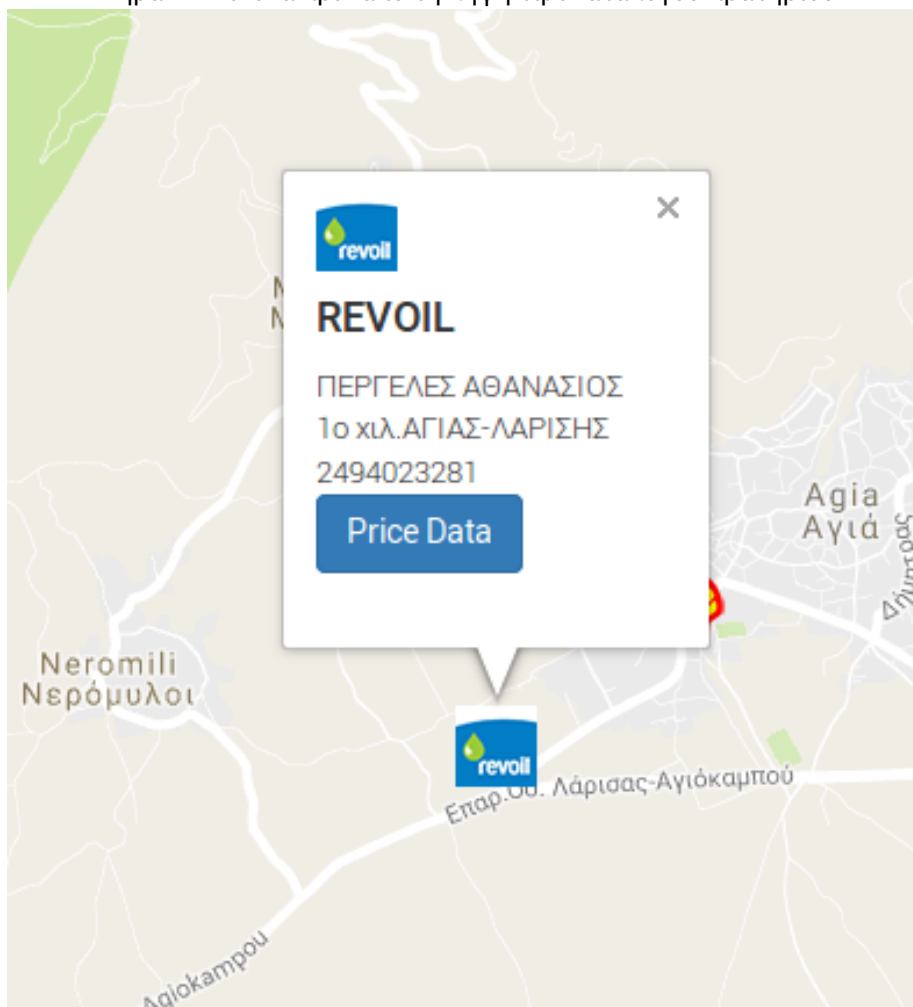 revoil
REVOIL
ΠΕΡΓΕΛΕΣ ΑΘΑΝΑΣΙΟΣ
1ο χιλ.ΑΓΙΑΣ-ΛΑΡΙΣΗΣ
2494023281
Price Data
Agia
Αγιά
Neromili
Νερόμυλοι
revoil
Επαρ.Οδ. Λάρισας-Αγιόκαμπού
Agiokampou